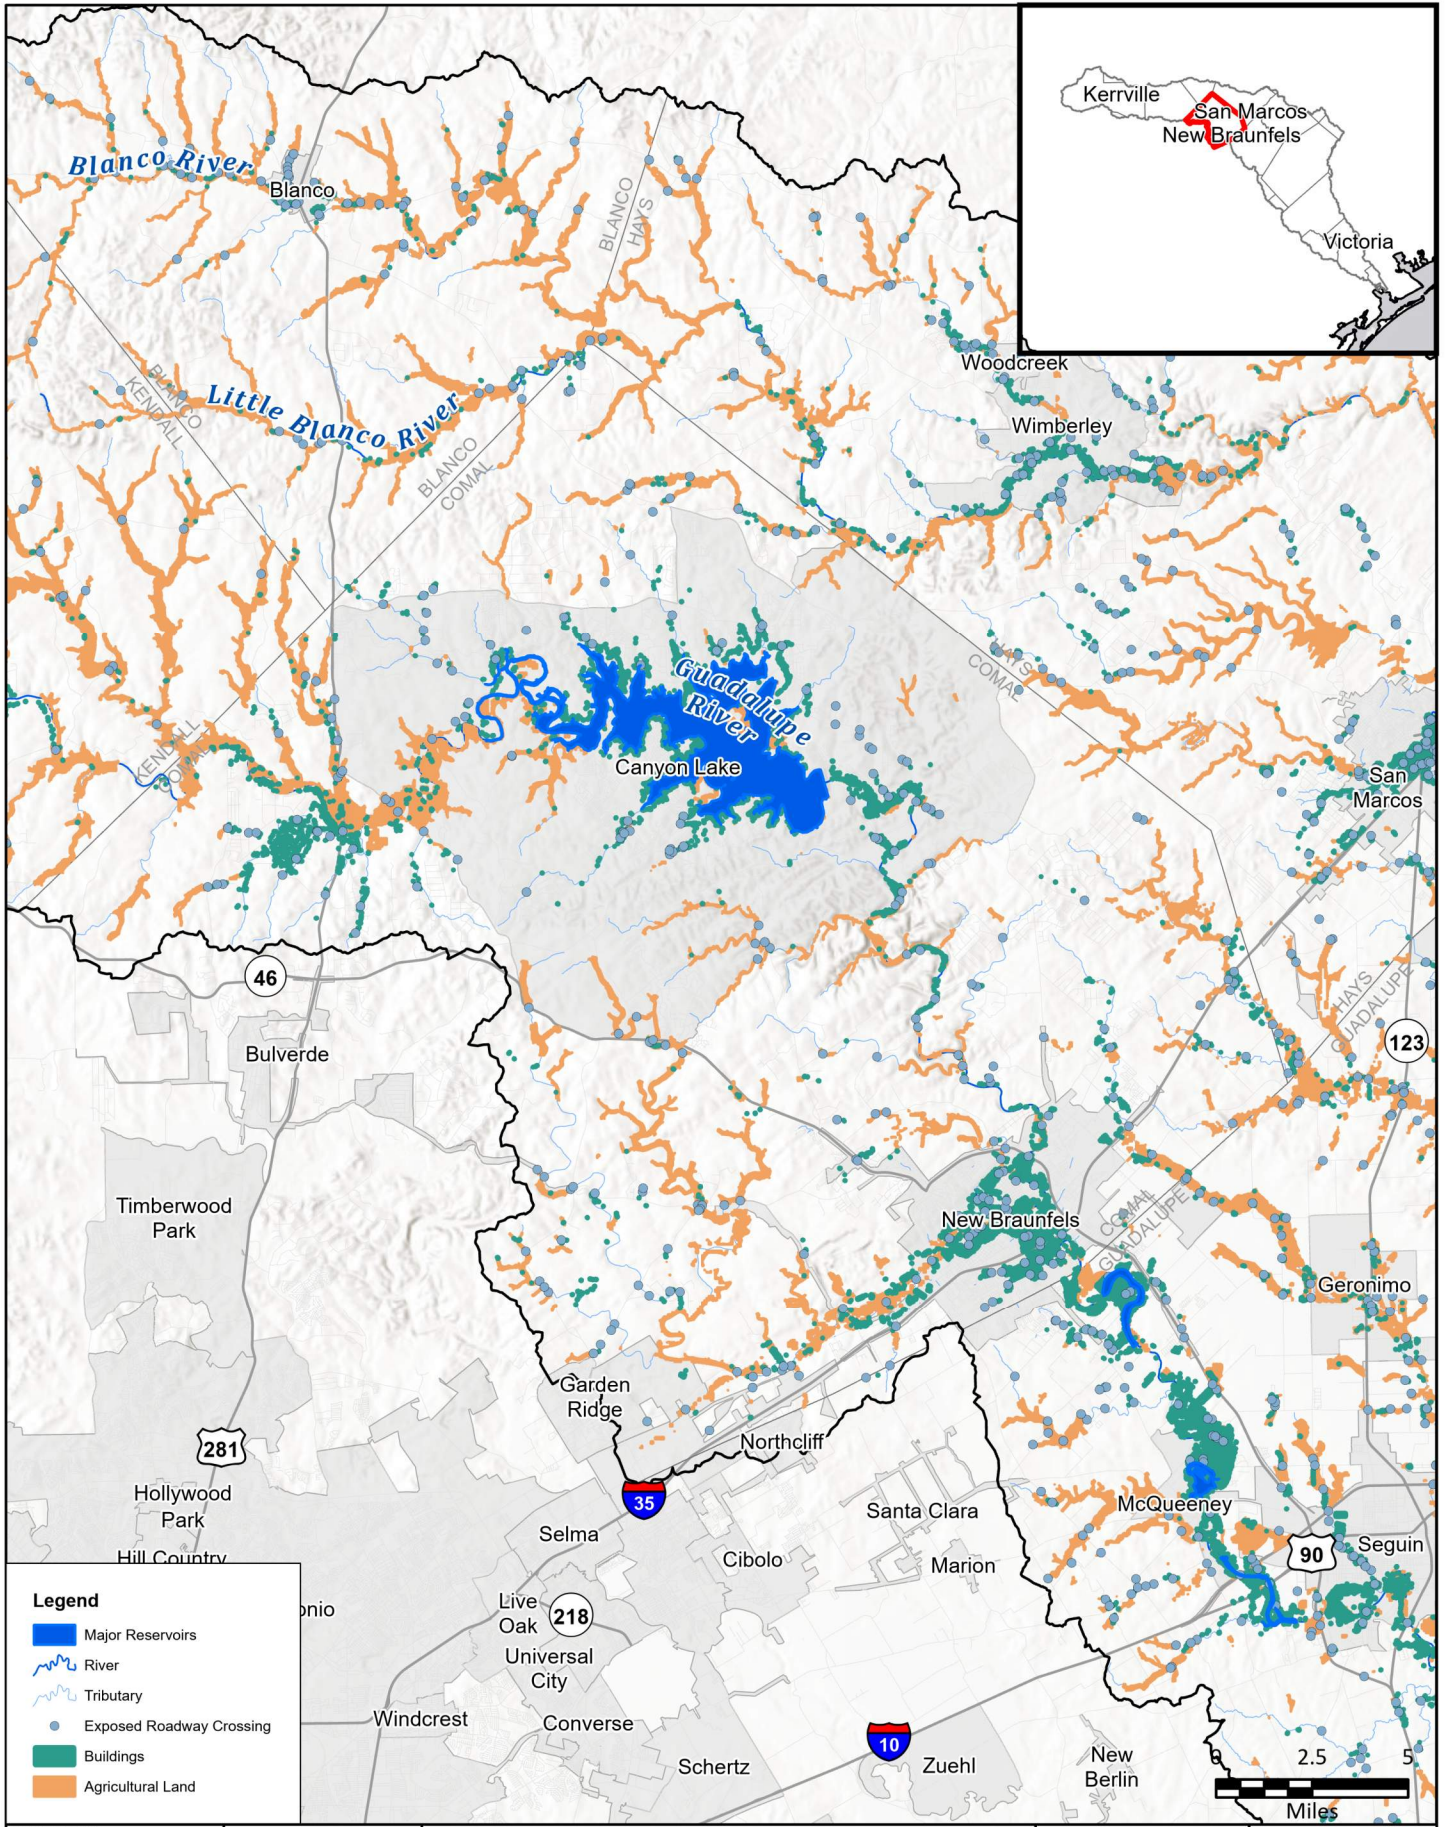 Kerrville
San Marcos
New Braunfels
Victoria
Blanco River
Blanco
BLANCO
HAYS
Woodcreek
BLANCO
KENDALL
Little Blanco River
Wimberley
BLANCO
COMAL
HAYS
COMAL
Guadalupe
River
KENDALL
COMAL
Canyon Lake
San
Marcos
46
HAYS
GUADALUPE
123
Bulverde
Timberwood
Park
New Braunfels
COMAL
GUADALUPE
Geronimo
Garden
Ridge
281
Northcliff
Hollywood
Park
35
McQueeney
Santa Clara
Selma
Hill Country
Cibolo
Marion
90
Seguin
onio
Live
Oak
218
Universal
City
Windcrest
Converse
10
Schertz
Zuehl
New
Berlin
Legend
Major Reservoirs
River
Tributary
Exposed Roadway Crossing
Buildings
Agricultural Land
0 2.5 5
Miles